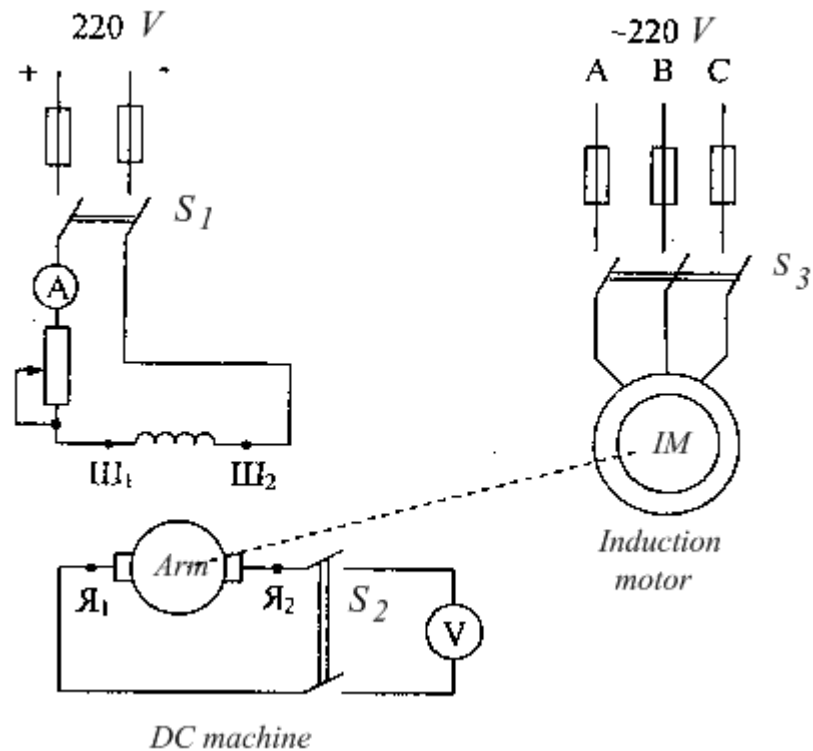 220 V
~220 V
+ -
A B C
S1
S3
A
Ш1 Ш2
IM
Induction
motor
Arm
Я1 Я2
S2
V
DC machine